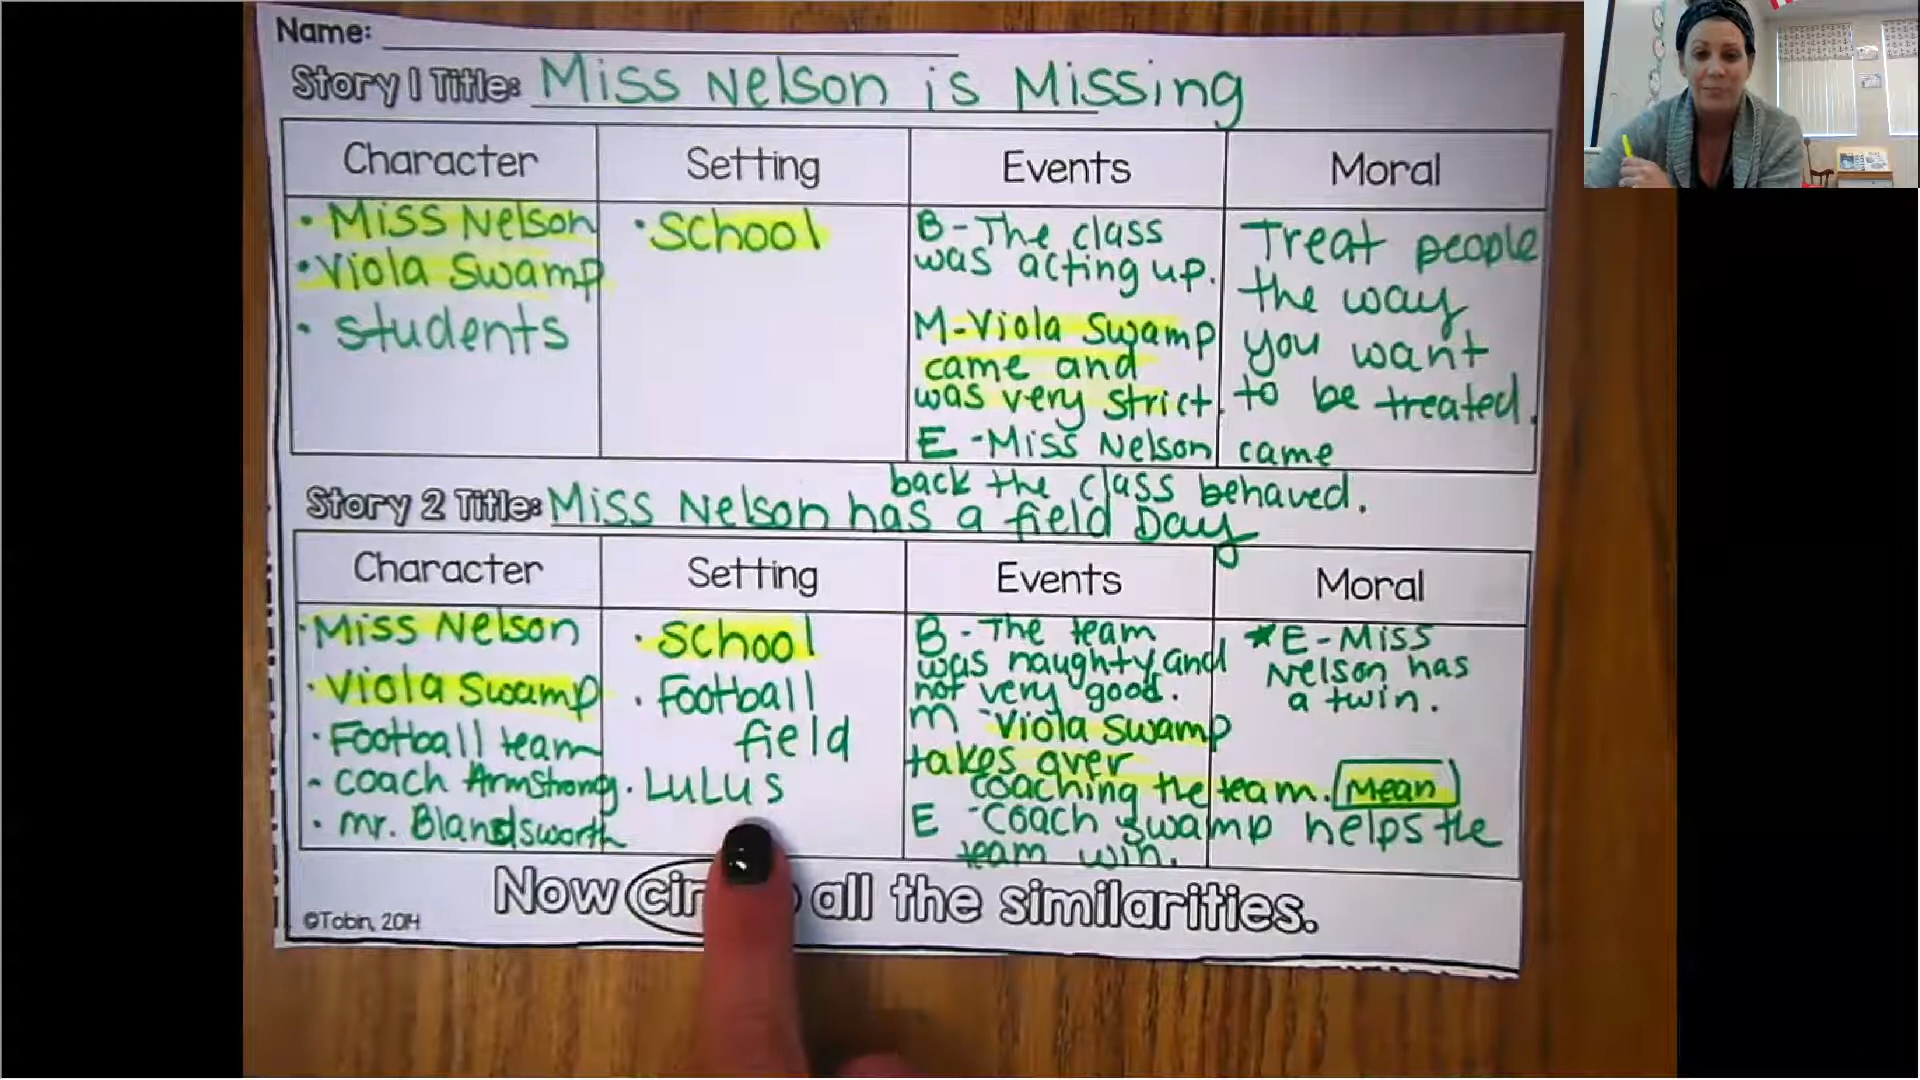 Name:
Story 1 Title: Miss Nelson is Missing
Character Setting Events Moral
• Miss Nelson
• Viola Swamp
• students
• School
B - The class
was acting up.
M - Viola Swamp
came and
was very strict.
E - Miss Nelson came
back the class behaved.
Treat people
the way
you want
to be treated.
Story 2 Title: Miss Nelson has a field Day
Character Setting Events Moral
• Miss Nelson
• Viola Swamp
• Football team
- coach Armstrong
• mr. Blandsworth
• School
• Football
field
• LuLus
B - The team
was naughty and
not very good.
m - Viola Swamp
takes over
coaching the team. Mean
E - Coach Swamp helps the
team win.
* E - Miss
Nelson has
a twin.
Now all the similarities.
©Tobin, 2014